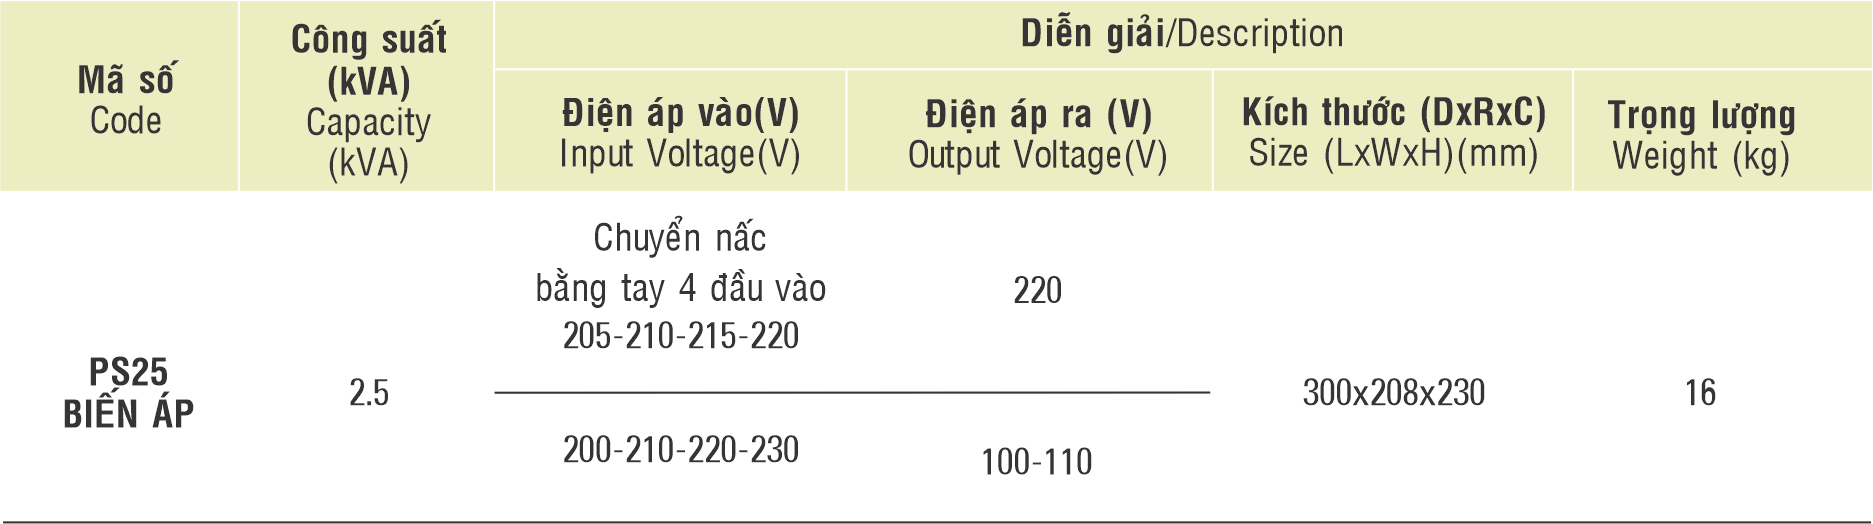 Mã số
Code
Công suất
(kVA)
Capacity
(kVA)
Diễn giải/Description
Điện áp vào(V)
Input Voltage(V)
Điện áp ra (V)
Output Voltage(V)
Kích thước (DxRxC)
Size (LxWxH)(mm)
Trọng lượng
Weight (kg)
PS25
BIẾN ÁP
2.5
Chuyển nấc
bằng tay 4 đầu vào
205-210-215-220
220
200-210-220-230
100-110
300x208x230
16